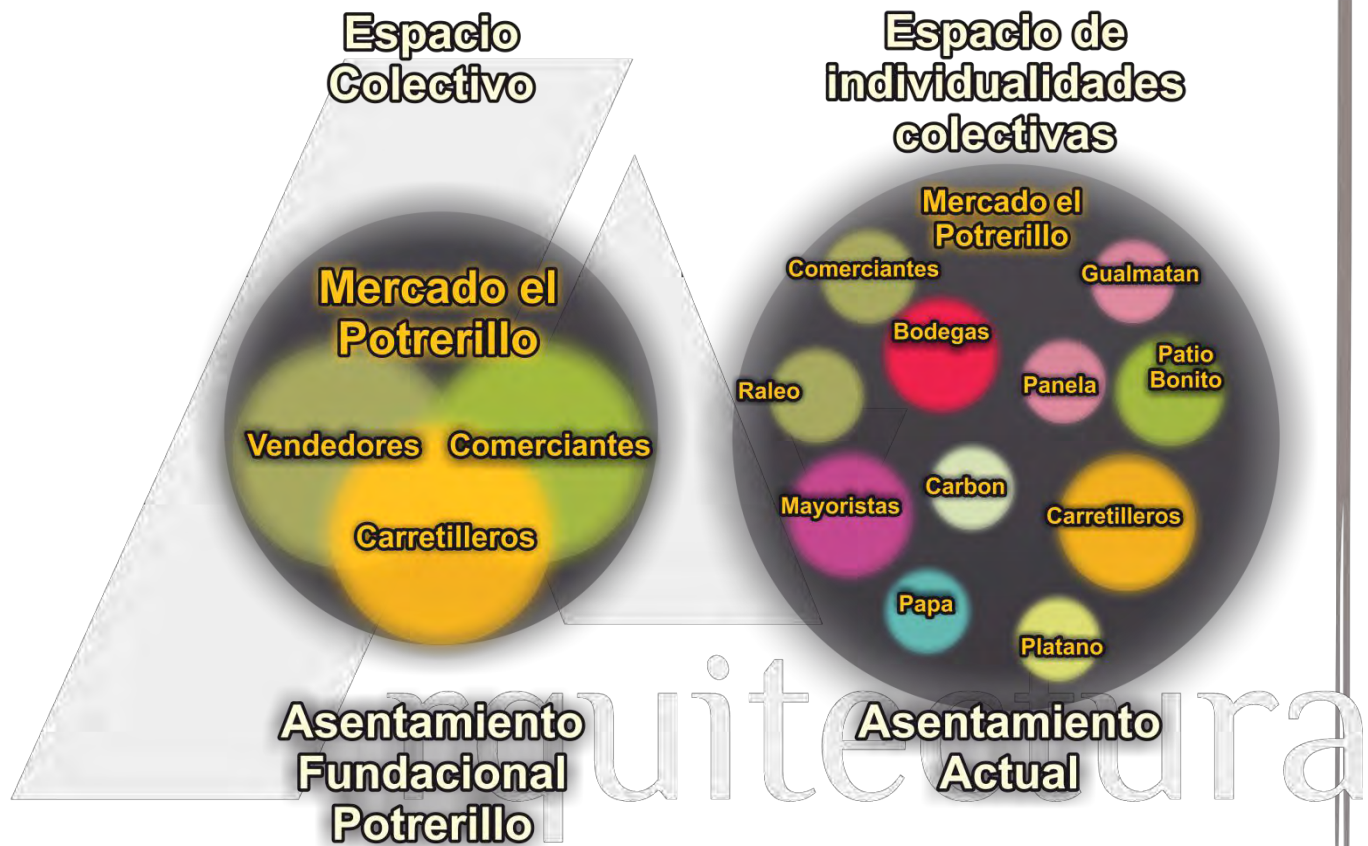 Espacio
Colectivo
Mercado el
Potrerillo
Vendedores
Comerciantes
Carretilleros
Asentamiento
Fundacional
Potrerillo
Espacio de
individualidades
colectivas
Mercado el
Potrerillo
Comerciantes
Gualmatan
Bodegas
Patio
Bonito
Raleo
Panela
Mayoristas
Carbon
Carretilleros
Papa
Platano
Asentamiento
Actual
Arquitectura